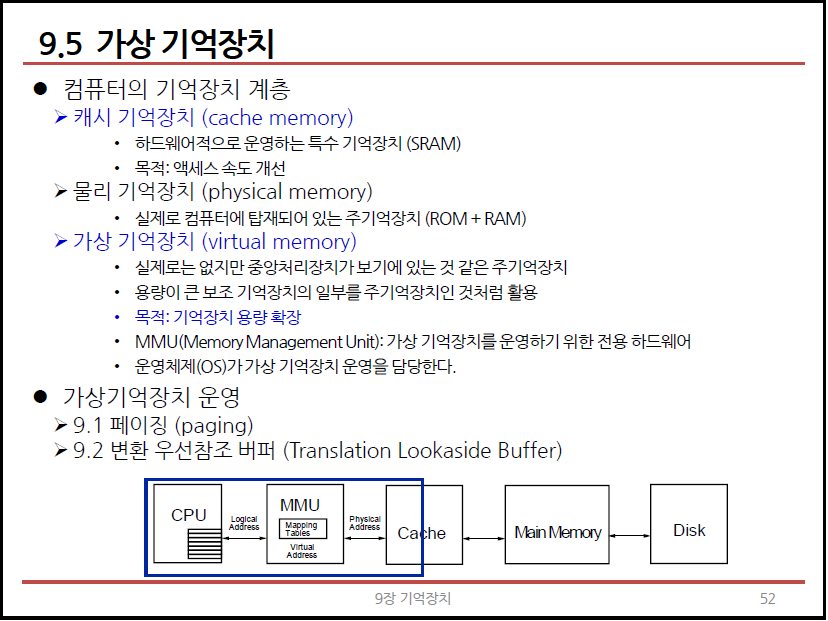 9.5 가상 기억장치
● 컴퓨터의 기억장치 계층
➢ 캐시 기억장치 (cache memory)
• 하드웨어적으로 운영하는 특수 기억장치 (SRAM)
• 목적: 액세스 속도 개선
➢ 물리 기억장치 (physical memory)
• 실제로 컴퓨터에 탑재되어 있는 주기억장치 (ROM + RAM)
➢ 가상 기억장치 (virtual memory)
• 실제로는 없지만 중앙처리장치가 보기에 있는 것 같은 주기억장치
• 용량이 큰 보조 기억장치의 일부를 주기억장치인 것처럼 활용
• 목적: 기억장치 용량 확장
• MMU(Memory Management Unit): 가상 기억장치를 운영하기 위한 전용 하드웨어
• 운영체제(OS)가 가상 기억장치 운영을 담당한다.
● 가상기억장치 운영
➢ 9.1 페이징 (paging)
➢ 9.2 변환 우선참조 버퍼 (Translation Lookaside Buffer)
CPU
Logical
Address
MMU
Mapping
Tables
Virtual
Address
Physical
Address
Cache
Main Memory
Disk
9장 기억장치
52